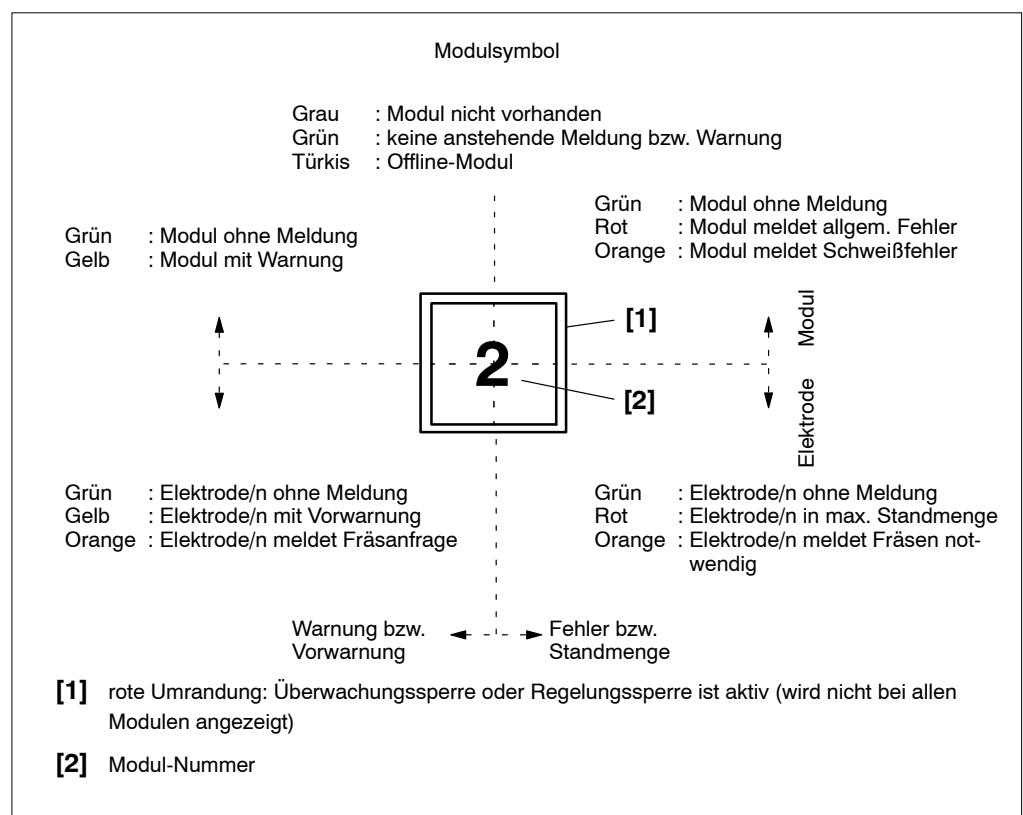 Modulsymbol
Grau : Modul nicht vorhanden
Grün : keine anstehende Meldung bzw. Warnung
Türkis : Offline-Modul
Grün : Modul ohne Meldung
Gelb : Modul mit Warnung
Grün : Modul ohne Meldung
Rot : Modul meldet allgem. Fehler
Orange : Modul meldet Schweißfehler
[1]
2
[2]
Modul
Elektrode
Grün : Elektrode/n ohne Meldung
Gelb : Elektrode/n mit Vorwarnung
Orange : Elektrode/n meldet Fräsanfrage
Grün : Elektrode/n ohne Meldung
Rot : Elektrode/n in max. Standmenge
Orange : Elektrode/n meldet Fräsen not-
wendig
Warnung bzw.
Vorwarnung
Fehler bzw.
Standmenge
[1] rote Umrandung: Überwachungssperre oder Regelungssperre ist aktiv (wird nicht bei allen
Modulen angezeigt)
[2] Modul-Nummer